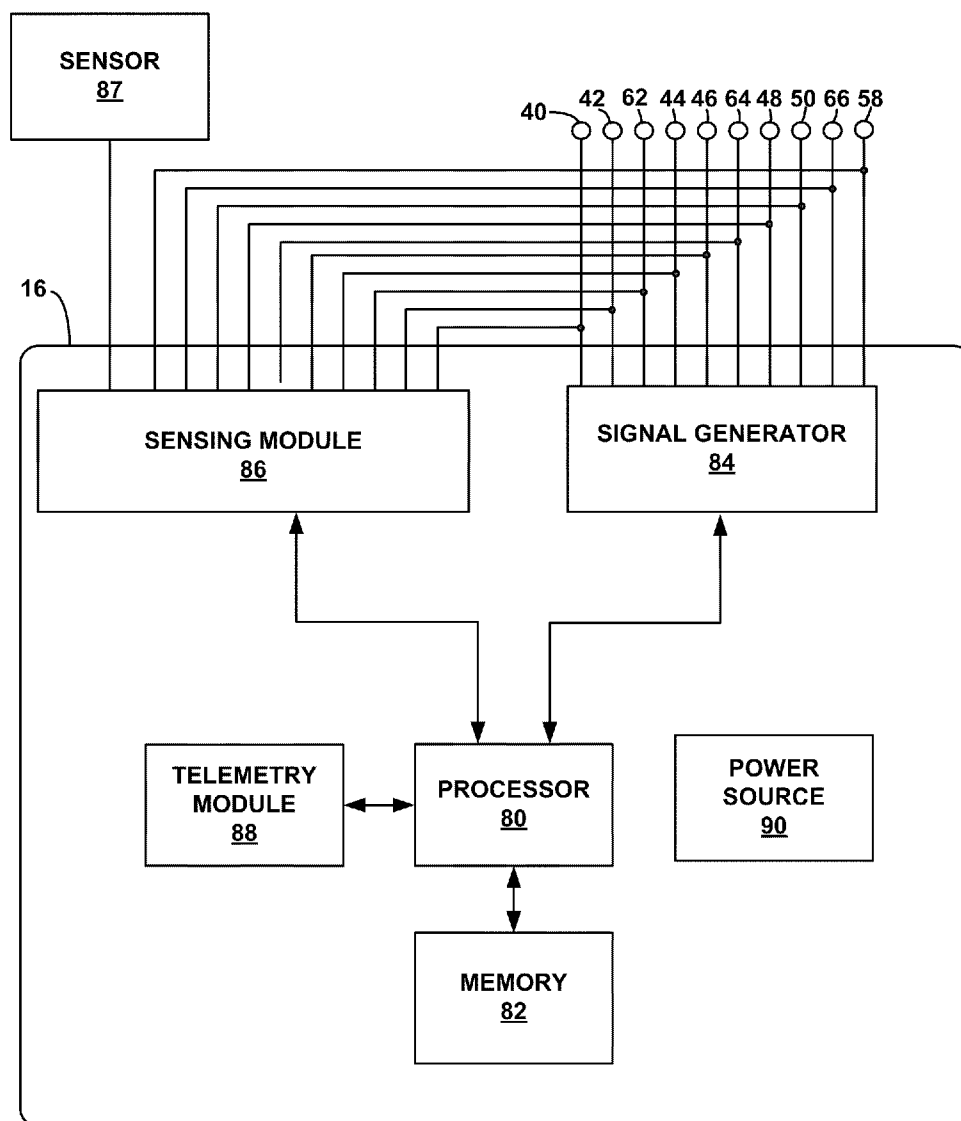 SENSOR
87
40 42 62 44 46 64 48 50 66 58
16
SENSING MODULE
86
SIGNAL GENERATOR
84
TELEMETRY
MODULE
88
PROCESSOR
80
POWER
SOURCE
90
MEMORY
82